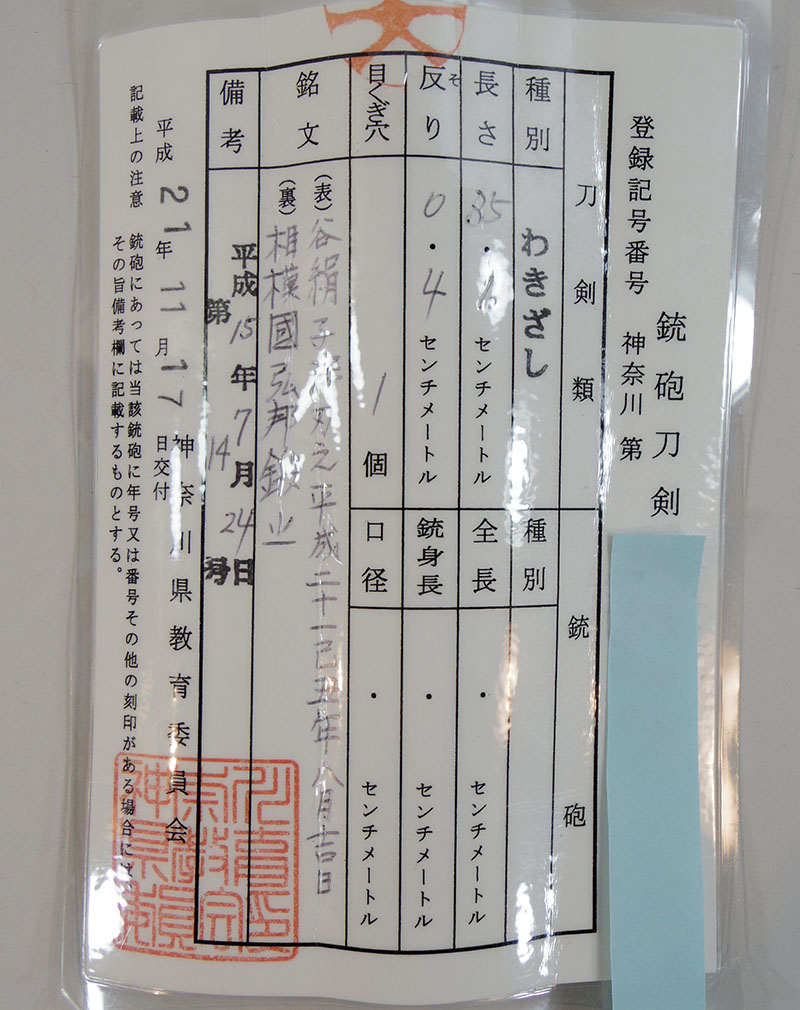 登録記号番号 神奈川 第
銃砲刀剣
刀剣類
銃砲
種別 わきざし
種別
長さ 35.
センチメートル
全長 ・ センチメートル
反り 0.4 センチメートル
そ
銃身長 ・ センチメートル
目くぎ穴 1 個
口径 ・ センチメートル
銘文
(表) 谷絹子 刃之平成二十一己丑年八月吉日
(裏) 相模國弘邦鍛之
備考
平成15年7月24日
第 14 号
平成21年11月17日交付
神奈川県教育委員会
記載上の注意 銃砲にあっては当該銃砲に年号又は番号その他の刻印がある場合には
その旨備考欄に記載するものとする。